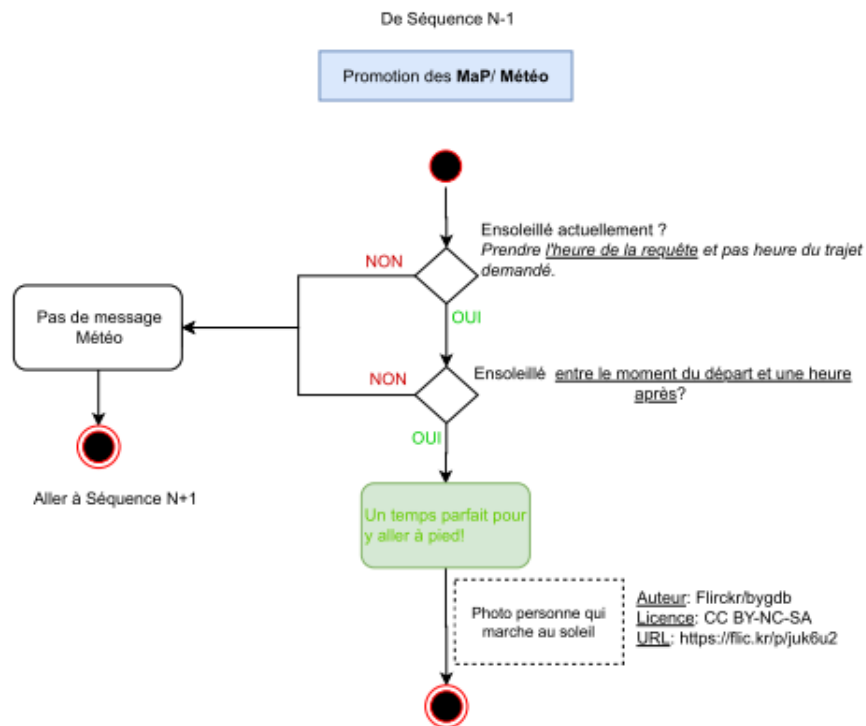 De Séquence N-1
Promotion des MaP/ Météo
Ensoleillé actuellement ?
Prendre l'heure de la requête et pas heure du trajet
demandé.
NON
OUI
Pas de message
Météo
Aller à Séquence N+1
Ensoleillé entre le moment du départ et une heure
après?
NON
OUI
Un temps parfait pour
y aller à pied!
Photo personne qui
marche au soleil
Auteur: Flirckr/bygdb
Licence: CC BY-NC-SA
URL: https://flic.kr/p/juk6u2